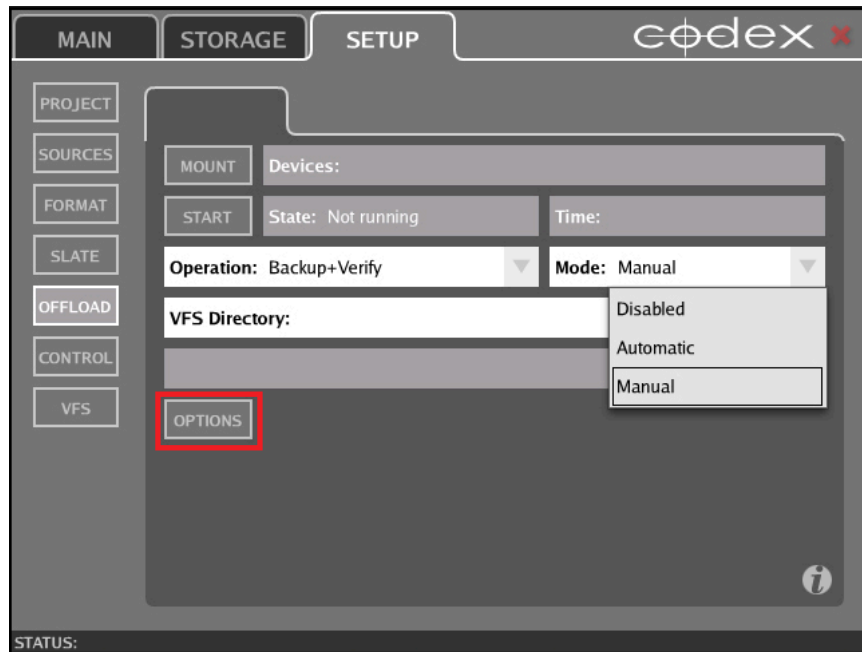 MAIN STORAGE SETUP codex
PROJECT
SOURCES
FORMAT
SLATE
OFFLOAD
CONTROL
VFS
MOUNT Devices:
START State: Not running Time:
Operation: Backup+Verify Mode: Manual
VFS Directory:
Disabled
Automatic
Manual
OPTIONS
i
STATUS: